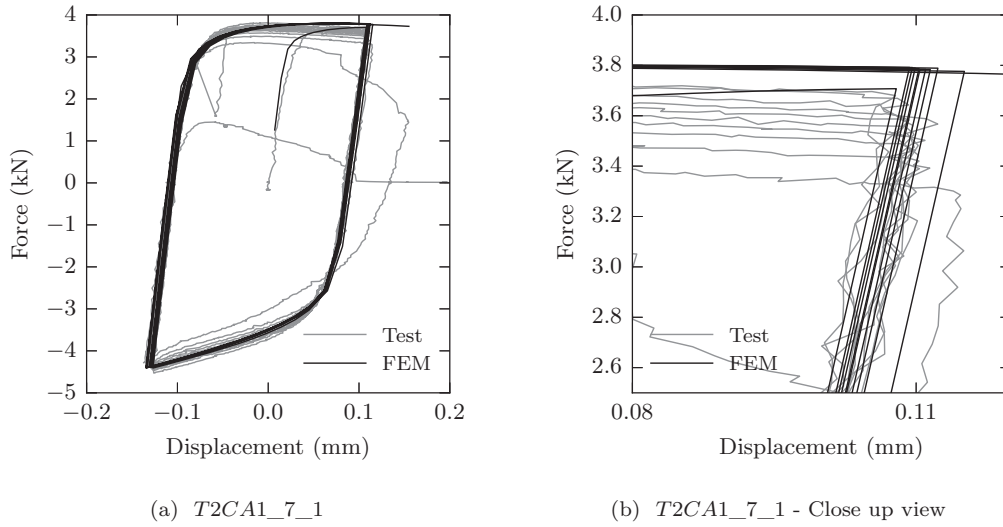 4
3
2
1
0
−1
−2
−3
−4
−5
Force (kN)
−0.2
−0.1
0.0
0.1
0.2
Displacement (mm)
Test
FEM
(a) T2CA1_7_1
4.0
3.8
3.6
3.4
3.2
3.0
2.8
2.6
Force (kN)
0.08
0.11
Displacement (mm)
Test
FEM
(b) T2CA1_7_1 - Close up view